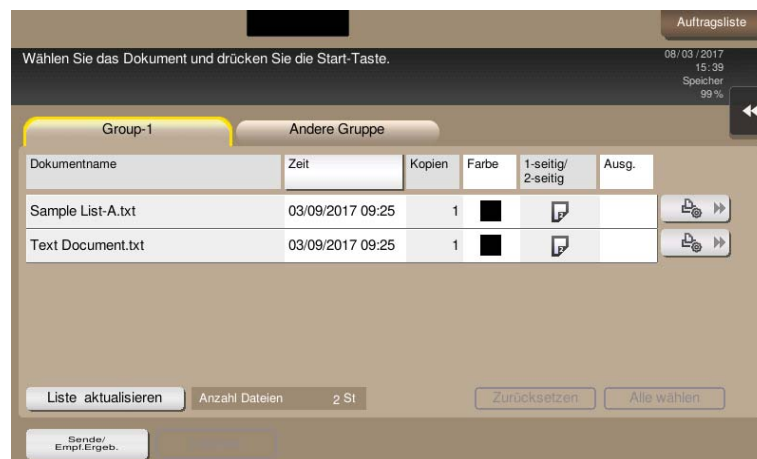 Auftragsliste
Wählen Sie das Dokument und drücken Sie die Start-Taste.
08/03/2017
15:39
Speicher
99 %
Group-1
Andere Gruppe
Dokumentname
Zeit
Kopien
Farbe
1-seitig/
2-seitig
Ausg.
Sample List-A.txt
03/09/2017 09:25
1
Text Document.txt
03/09/2017 09:25
1
Liste aktualisieren
Anzahl Dateien
2 St
Zurücksetzen
Alle wählen
Sende/
Empf.Ergeb.